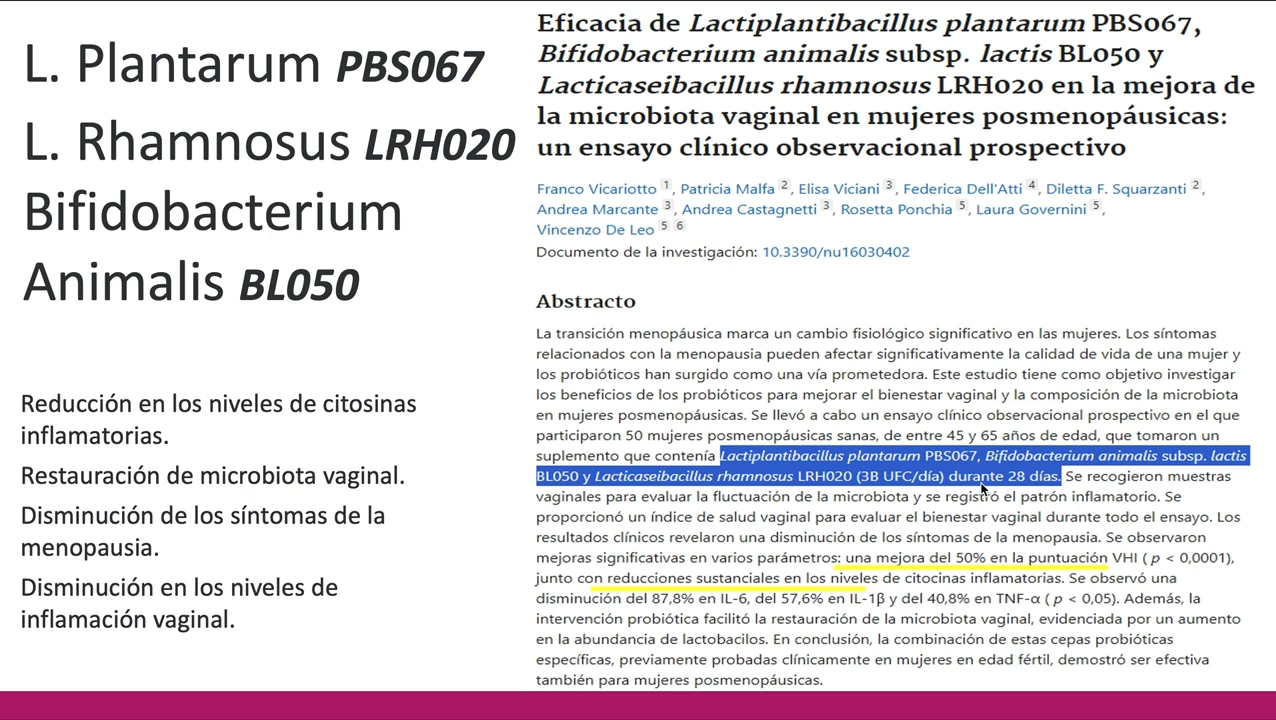 L. Plantarum PBS067
L. Rhamnosus LRH020
Bifidobacterium
Animalis BL050
Reducción en los niveles de citosinas
inflamatorias.
Restauración de microbiota vaginal.
Disminución de los síntomas de la
menopausia.
Disminución en los niveles de
inflamación vaginal.
Eficacia de Lactiplantibacillus plantarum PBS067,
Bifidobacterium animalis subsp. lactis BL050 y
Lacticaseibacillus rhamnosus LRH020 en la mejora de
la microbiota vaginal en mujeres posmenopáusicas:
un ensayo clínico observacional prospectivo
Franco Vicariotto 1, Patricia Malfa 2, Elisa Viciani 3, Federica Dell'Atti 4, Diletta F. Squarzanti 2,
Andrea Marcante 3, Andrea Castagnetti 3, Rosetta Ponchia 5, Laura Governini 5,
Vincenzo De Leo 5 6
Documento de la investigación: 10.3390/nu16030402
Abstracto
La transición menopáusica marca un cambio fisiológico significativo en las mujeres. Los síntomas
relacionados con la menopausia pueden afectar significativamente la calidad de vida de una mujer y
los probióticos han surgido como una vía prometedora. Este estudio tiene como objetivo investigar
los beneficios de los probióticos para mejorar el bienestar vaginal y la composición de la microbiota
en mujeres posmenopáusicas. Se llevó a cabo un ensayo clínico observacional prospectivo en el que
participaron 50 mujeres posmenopáusicas sanas, de entre 45 y 65 años de edad, que tomaron un
suplemento que contenía Lactiplantibacillus plantarum PBS067, Bifidobacterium animalis subsp. lactis
BL050 y Lacticaseibacillus rhamnosus LRH020 (3B UFC/día) durante 28 días. Se recogieron muestras
vaginales para evaluar la fluctuación de la microbiota y se registró el patrón inflamatorio. Se
proporcionó un índice de salud vaginal para evaluar el bienestar vaginal durante todo el ensayo. Los
resultados clínicos revelaron una disminución de los síntomas de la menopausia. Se observaron
mejoras significativas en varios parámetros: una mejora del 50% en la puntuación VHI ( p < 0,0001),
junto con reducciones sustanciales en los niveles de citocinas inflamatorias. Se observó una
disminución del 87,8% en IL-6, del 57,6% en IL-1β y del 40,8% en TNF-α ( p < 0,05). Además, la
intervención probiótica facilitó la restauración de la microbiota vaginal, evidenciada por un aumento
en la abundancia de lactobacilos. En conclusión, la combinación de estas cepas probióticas
específicas, previamente probadas clínicamente en mujeres en edad fértil, demostró ser efectiva
también para mujeres posmenopáusicas.